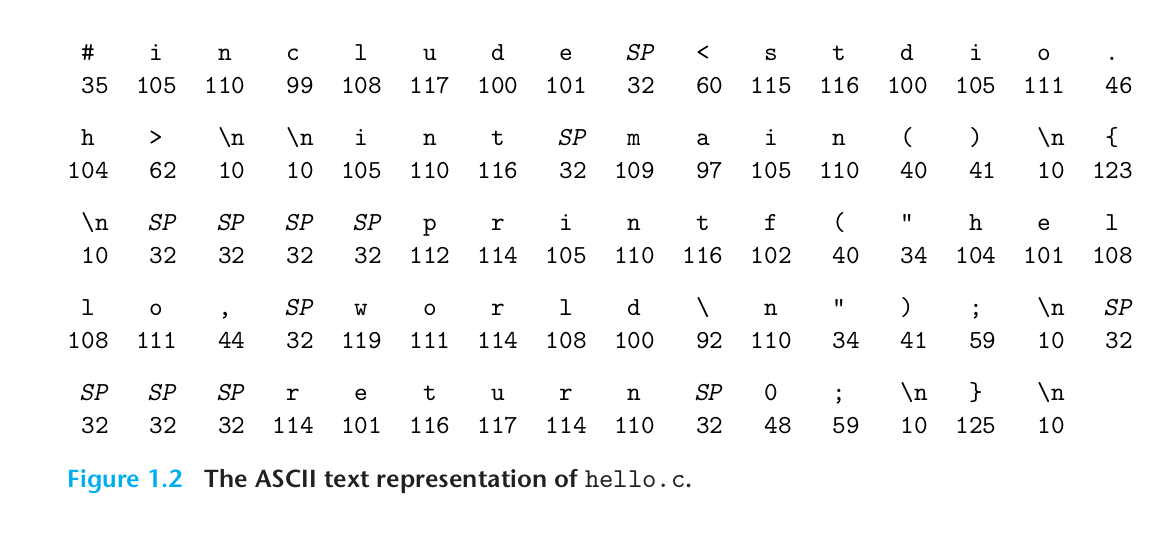 # i n c l u d e SP < s t d i o .
35 105 110 99 108 117 100 101 32 60 115 116 100 105 111 46
h > \n \n i n t SP m a i n ( ) \n {
104 62 10 10 105 110 116 32 109 97 105 110 40 41 10 123
\n SP SP SP SP p r i n t f ( " h e l
10 32 32 32 32 112 114 105 110 116 102 40 34 104 101 108
l o , SP w o r l d \ n " ) ; \n SP
108 111 44 32 119 111 114 108 100 92 110 34 41 59 10 32
SP SP SP r e t u r n SP 0 ; \n } \n
32 32 32 114 101 116 117 114 110 32 48 59 10 125 10
Figure 1.2 The ASCII text representation of hello.c.